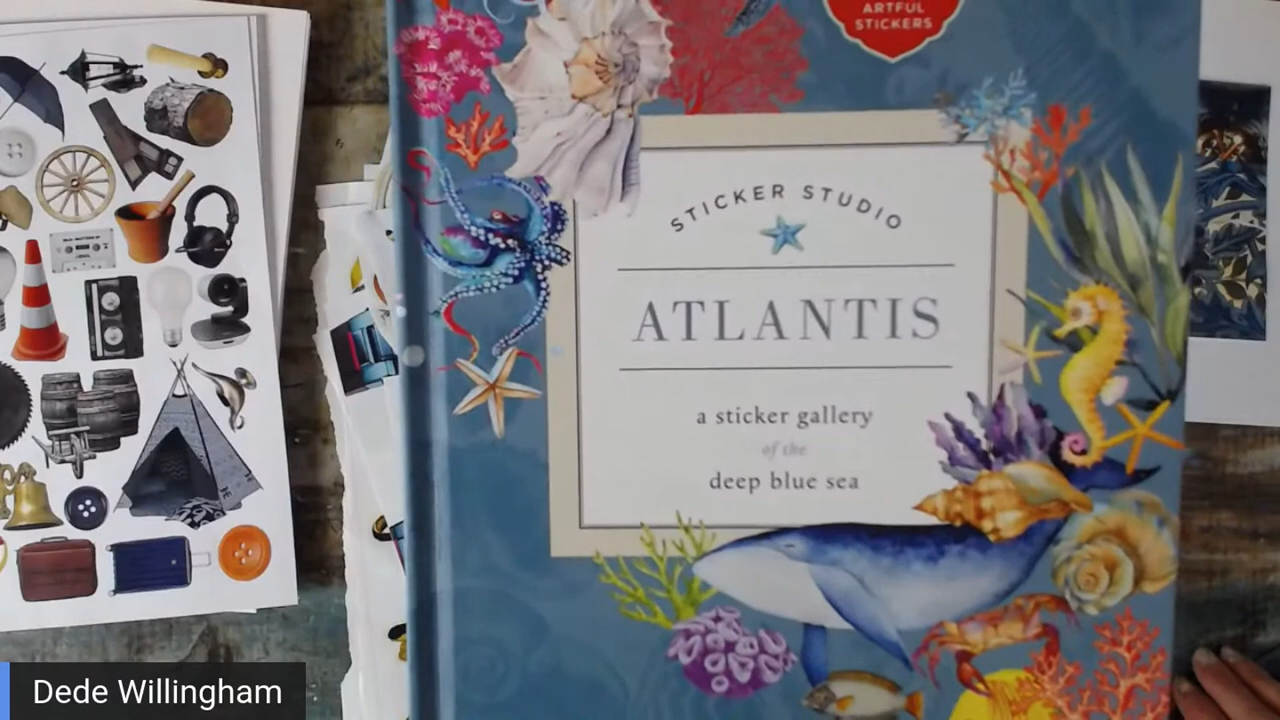 ARTFUL
STICKERS
STICKER STUDIO
ATLANTIS
a sticker gallery
of the
deep blue sea
Dede Willingham